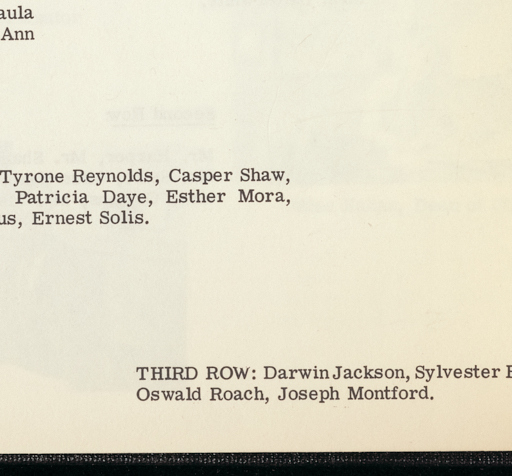 aula
Ann
Tyrone Reynolds, Casper Shaw,
Patricia Daye, Esther Mora,
us, Ernest Solis.
THIRD ROW: Darwin Jackson, Sylvester
Oswald Roach, Joseph Montford.